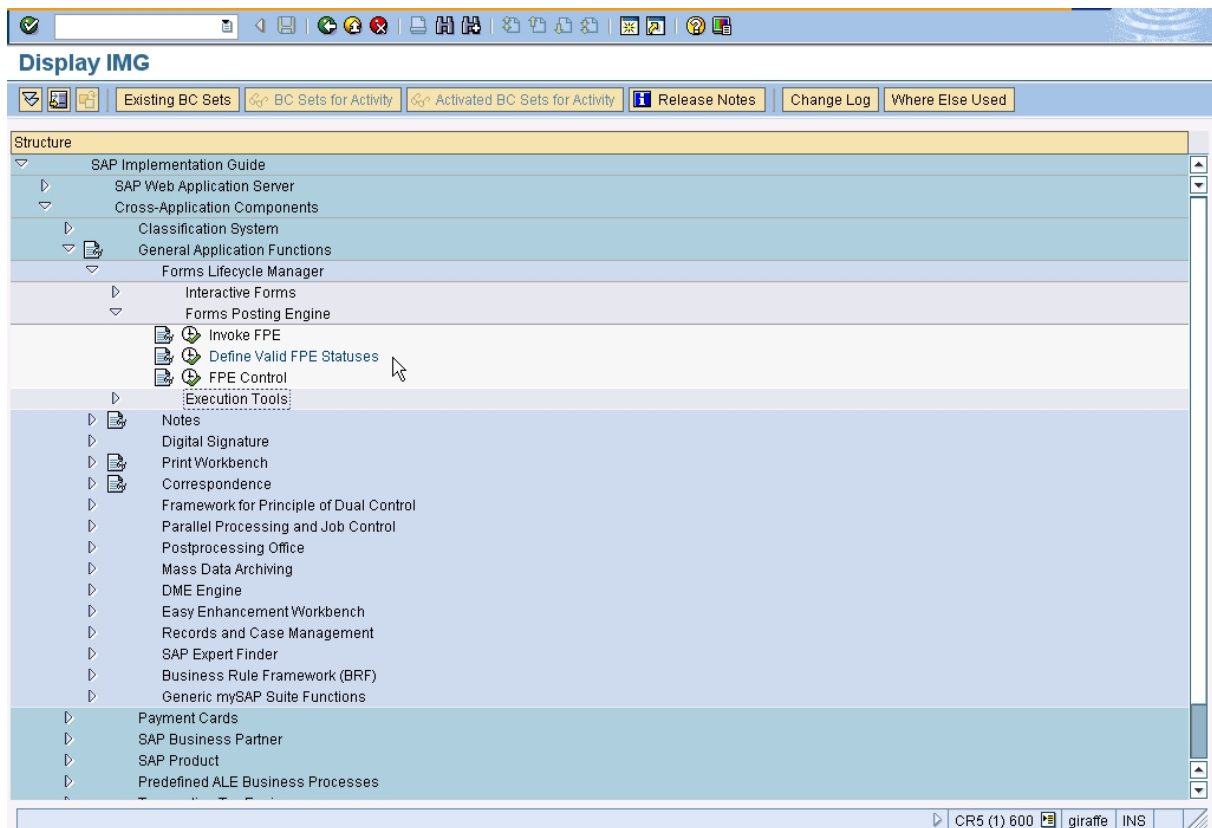 Display IMG
Existing BC Sets BC Sets for Activity Activated BC Sets for Activity Release Notes Change Log Where Else Used
Structure
SAP Implementation Guide
SAP Web Application Server
Cross-Application Components
Classification System
General Application Functions
Forms Lifecycle Manager
Interactive Forms
Forms Posting Engine
Invoke FPE
Define Valid FPE Statuses
FPE Control
Execution Tools
Notes
Digital Signature
Print Workbench
Correspondence
Framework for Principle of Dual Control
Parallel Processing and Job Control
Postprocessing Office
Mass Data Archiving
DME Engine
Easy Enhancement Workbench
Records and Case Management
SAP Expert Finder
Business Rule Framework (BRF)
Generic mySAP Suite Functions
Payment Cards
SAP Business Partner
SAP Product
Predefined ALE Business Processes
CR5 (1) 600 giraffe INS